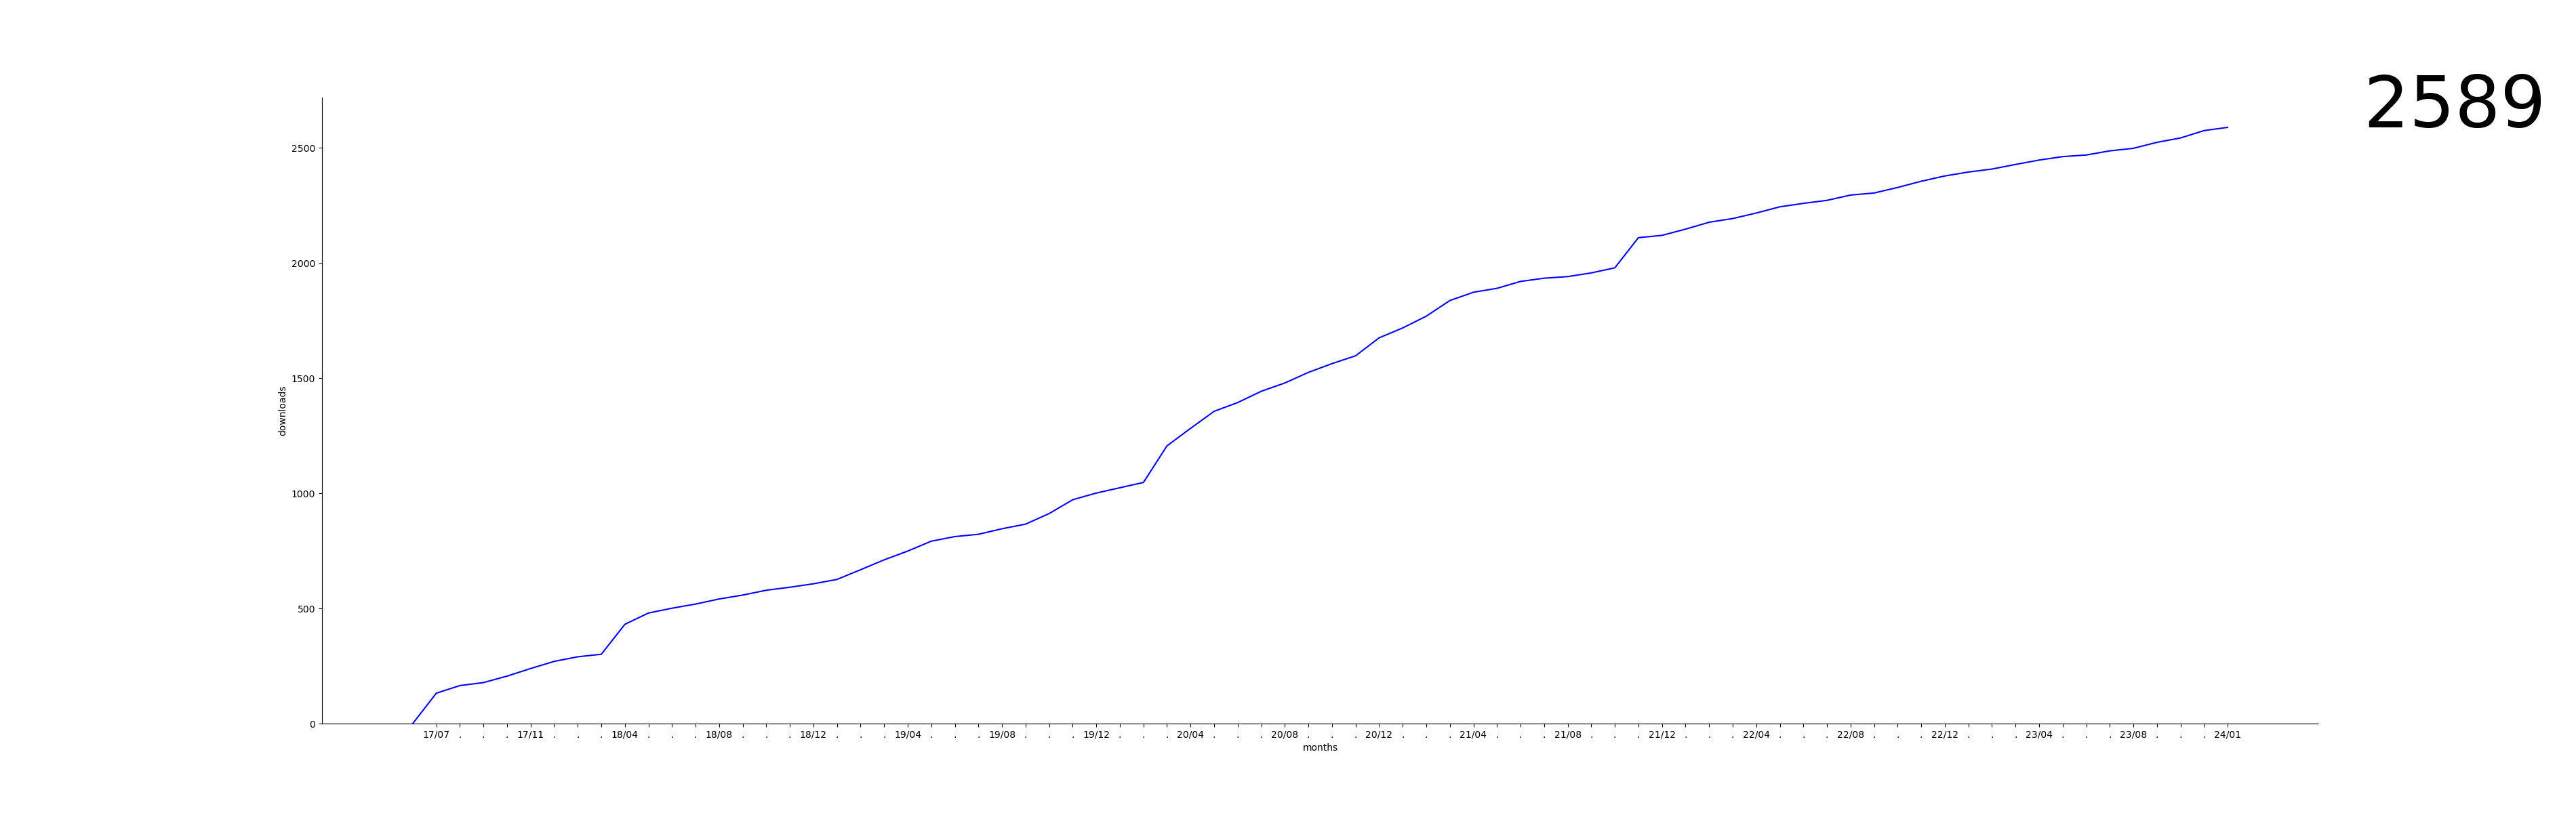 2589
2500
2000
1500
1000
500
0
downloads
17/07 . . . 17/11 . . . 18/04 . . . 18/08 . . . 18/12 . . . 19/04 . . . 19/08 . . . 19/12 . . . 20/04 . . . 20/08 . . . 20/12 . . . 21/04 . . . 21/08 . . . 21/12 . . . 22/04 . . . 22/08 . . . 22/12 . . . 23/04 . . . 23/08 . . . 24/01
months